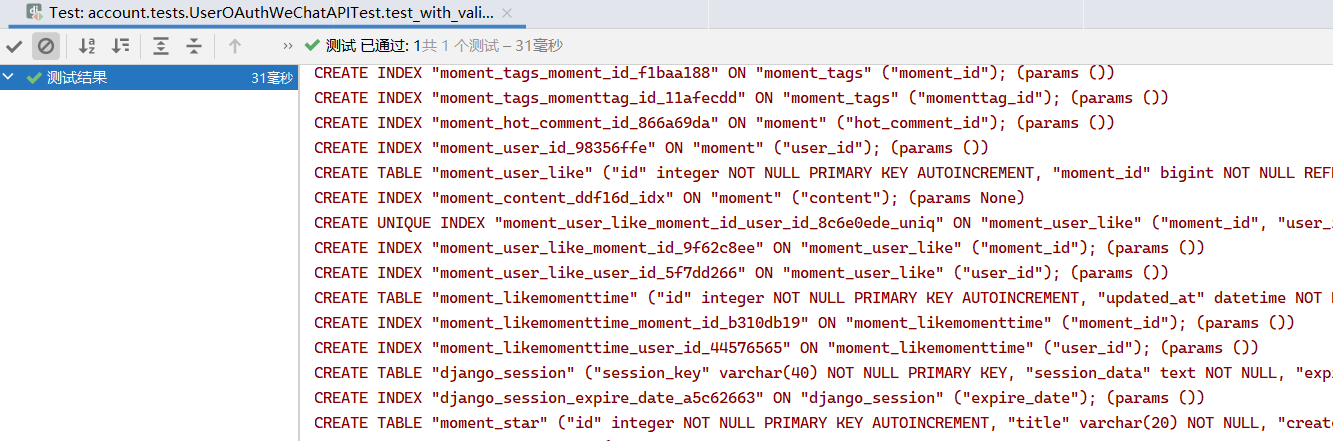 Test: account.tests.UserOAuthWeChatAPITest.test_with_vali...
测试 已通过: 1共 1 个测试 – 31毫秒
测试结果 31毫秒
CREATE INDEX "moment_tags_moment_id_f1baa188" ON "moment_tags" ("moment_id"); (params ())
CREATE INDEX "moment_tags_momenttag_id_11afecdd" ON "moment_tags" ("momenttag_id"); (params ())
CREATE INDEX "moment_hot_comment_id_866a69da" ON "moment" ("hot_comment_id"); (params ())
CREATE INDEX "moment_user_id_98356ffe" ON "moment" ("user_id"); (params ())
CREATE TABLE "moment_user_like" ("id" integer NOT NULL PRIMARY KEY AUTOINCREMENT, "moment_id" bigint NOT NULL REF
CREATE INDEX "moment_content_ddf16d_idx" ON "moment" ("content"); (params None)
CREATE UNIQUE INDEX "moment_user_like_moment_id_user_id_8c6e0ede_uniq" ON "moment_user_like" ("moment_id", "user_
CREATE INDEX "moment_user_like_moment_id_9f62c8ee" ON "moment_user_like" ("moment_id"); (params ())
CREATE INDEX "moment_user_like_user_id_5f7dd266" ON "moment_user_like" ("user_id"); (params ())
CREATE TABLE "moment_likemomenttime" ("id" integer NOT NULL PRIMARY KEY AUTOINCREMENT, "updated_at" datetime NOT
CREATE INDEX "moment_likemomenttime_moment_id_b310db19" ON "moment_likemomenttime" ("moment_id"); (params ())
CREATE INDEX "moment_likemomenttime_user_id_44576565" ON "moment_likemomenttime" ("user_id"); (params ())
CREATE TABLE "django_session" ("session_key" varchar(40) NOT NULL PRIMARY KEY, "session_data" text NOT NULL, "exp
CREATE INDEX "django_session_expire_date_a5c62663" ON "django_session" ("expire_date"); (params ())
CREATE TABLE "moment_star" ("id" integer NOT NULL PRIMARY KEY AUTOINCREMENT, "title" varchar(20) NOT NULL, "create